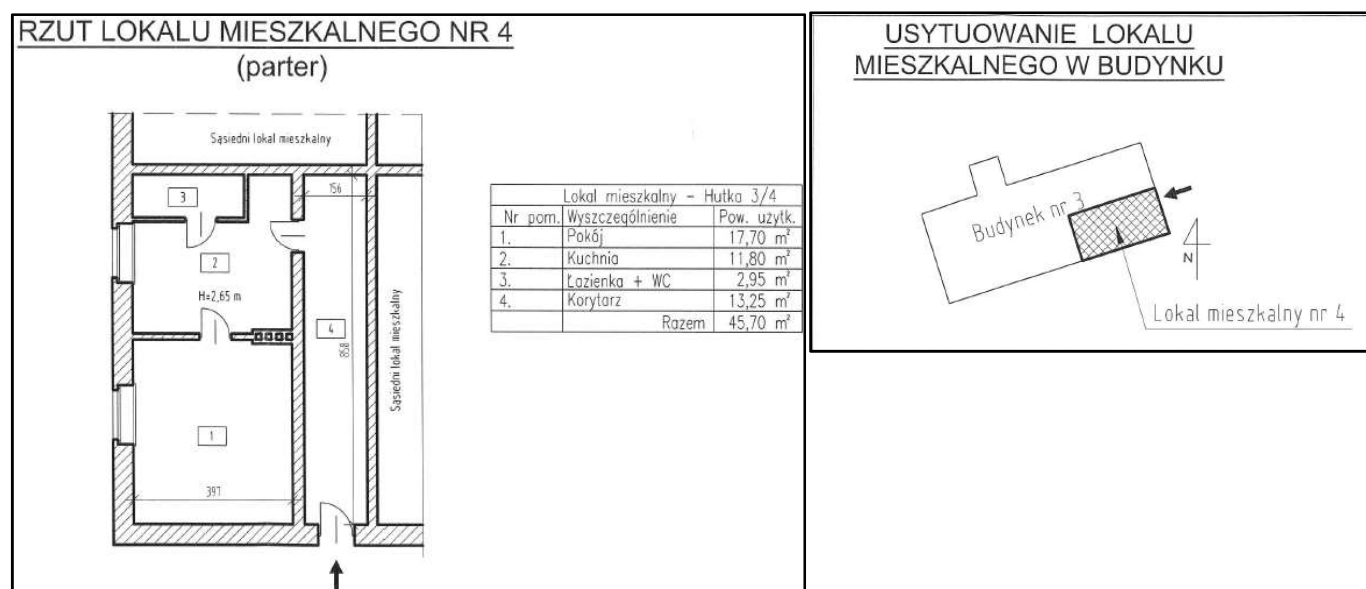 RZUT LOKALU MIESZKALNEGO NR 4
(parter)
Sąsiedni lokal mieszkalny
3
156
2
H=2,65 m
4
858
Sąsiedni lokal mieszkalny
1
397
Lokal mieszkalny - Hutka 3/4
Nr pom. Wyszczególnienie Pow. użytk.
1. Pokój 17,70 m²
2. Kuchnia 11,80 m²
3. Łazienka + WC 2,95 m²
4. Korytarz 13,25 m²
Razem 45,70 m²
USYTUOWANIE LOKALU
MIESZKALNEGO W BUDYNKU
Budynek nr 3
N
Lokal mieszkalny nr 4